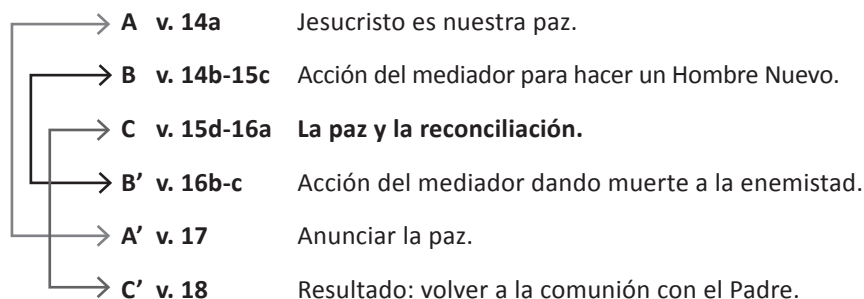 A v. 14a Jesucristo es nuestra paz.
B v. 14b-15c Acción del mediador para hacer un Hombre Nuevo.
C v. 15d-16a La paz y la reconciliación.
B’ v. 16b-c Acción del mediador dando muerte a la enemistad.
A’ v. 17 Anunciar la paz.
C’ v. 18 Resultado: volver a la comunión con el Padre.